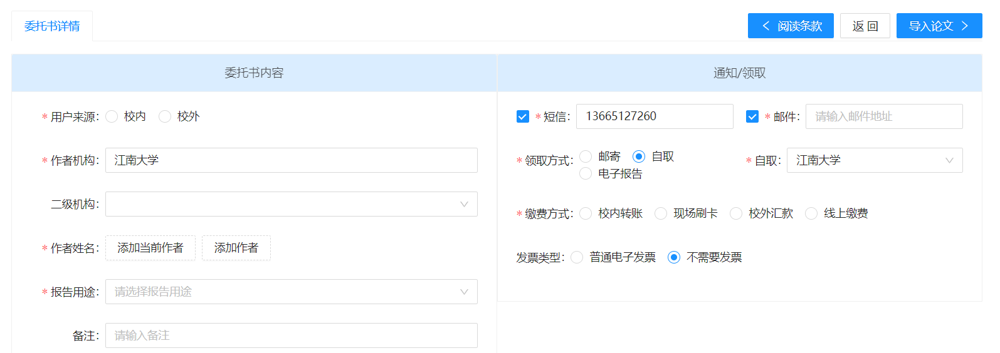 委托书详情
阅读条款
返 回
导入论文
委托书内容
* 用户来源： 校内 校外
* 作者机构： 江南大学
二级机构：
* 作者姓名： 添加当前作者 添加作者
* 报告用途： 请选择报告用途
备注： 请输入备注
通知/领取
* 短信： 13665127260 * 邮件： 请输入邮件地址
* 领取方式： 邮寄 自取 * 自取： 江南大学
电子报告
* 缴费方式： 校内转账 现场刷卡 校外汇款 线上缴费
发票类型： 普通电子发票 不需要发票